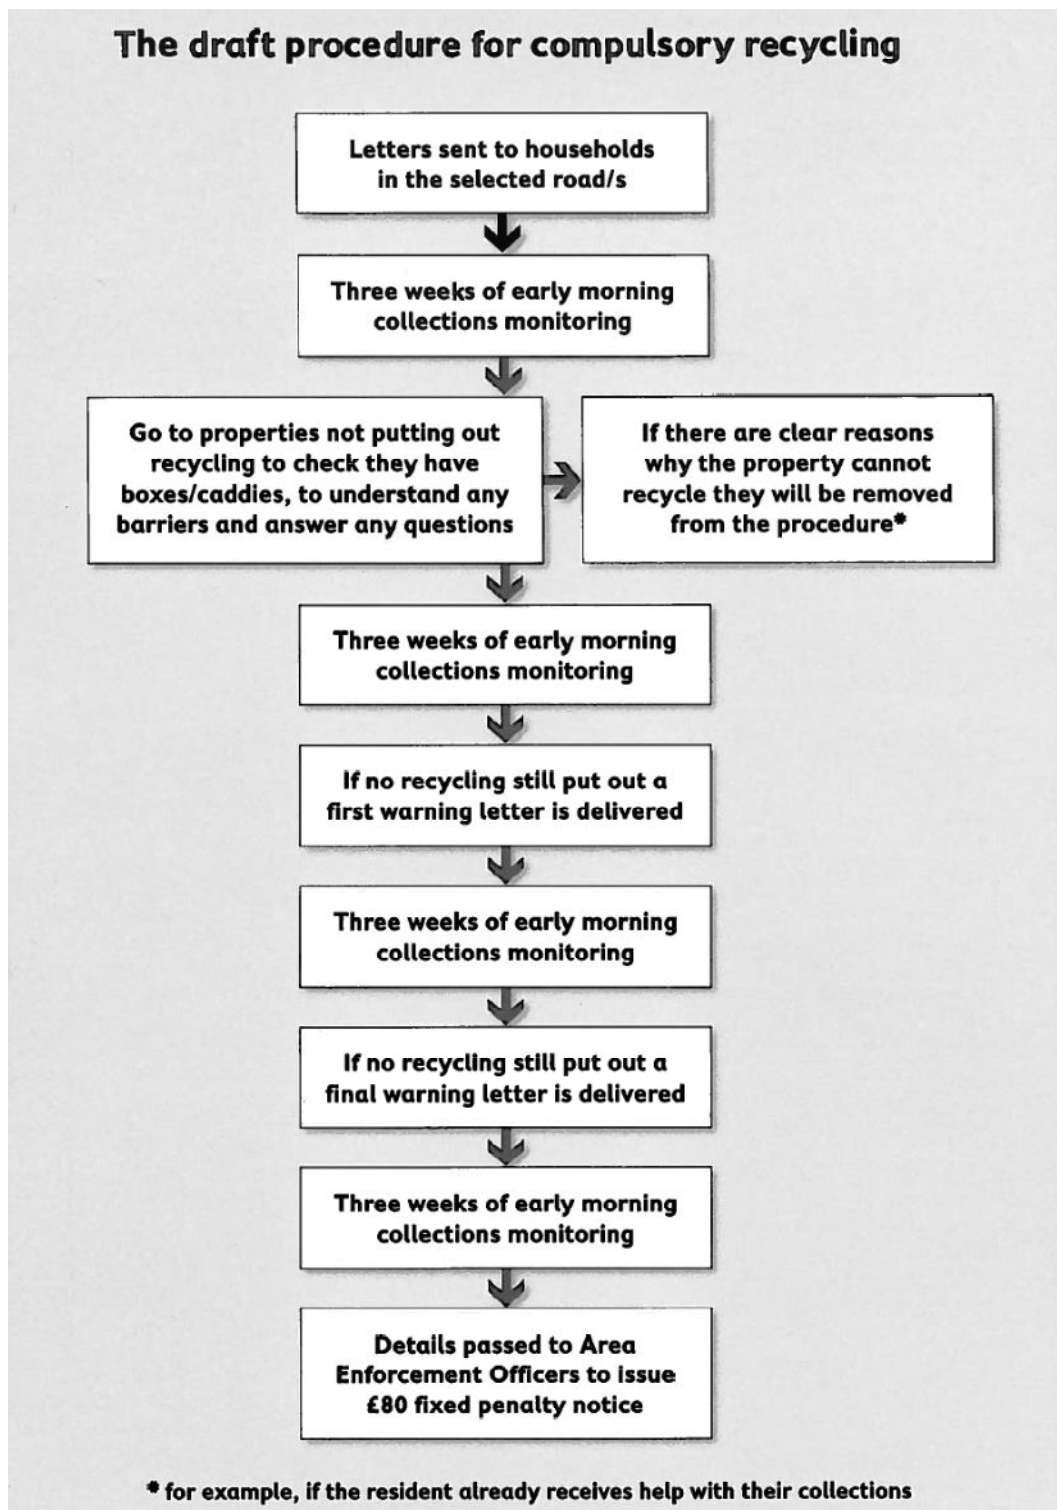 The draft procedure for compulsory recycling
Letters sent to households
in the selected road/s
Three weeks of early morning
collections monitoring
Go to properties not putting out
recycling to check they have
boxes/caddies, to understand any
barriers and answer any questions
If there are clear reasons
why the property cannot
recycle they will be removed
from the procedure*
Three weeks of early morning
collections monitoring
If no recycling still put out a
first warning letter is delivered
Three weeks of early morning
collections monitoring
If no recycling still put out a
final warning letter is delivered
Three weeks of early morning
collections monitoring
Details passed to Area
Enforcement Officers to issue
£80 fixed penalty notice
* for example, if the resident already receives help with their collections